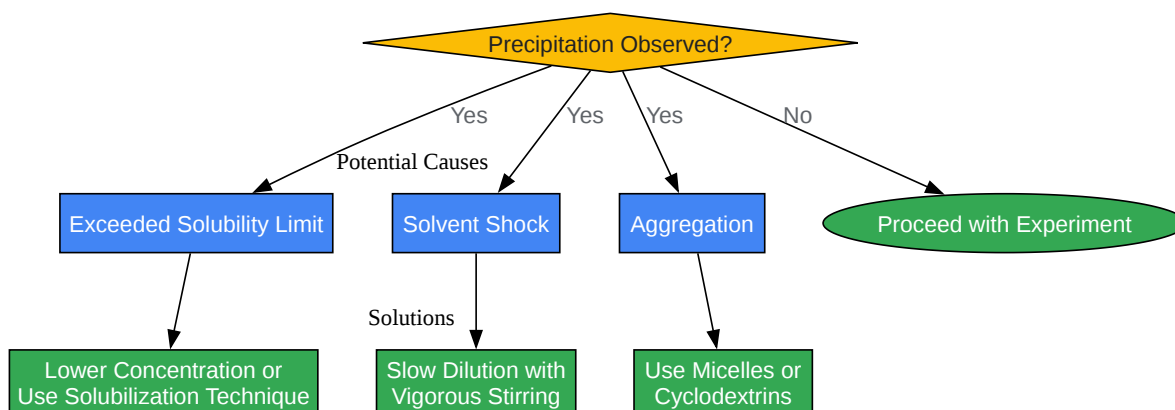 Precipitation Observed?
Yes
Yes
Yes
No
Potential Causes
Exceeded Solubility Limit
Solvent Shock
Aggregation
Proceed with Experiment
Solutions
Lower Concentration or
Use Solubilization Technique
Slow Dilution with
Vigorous Stirring
Use Micelles or
Cyclodextrins